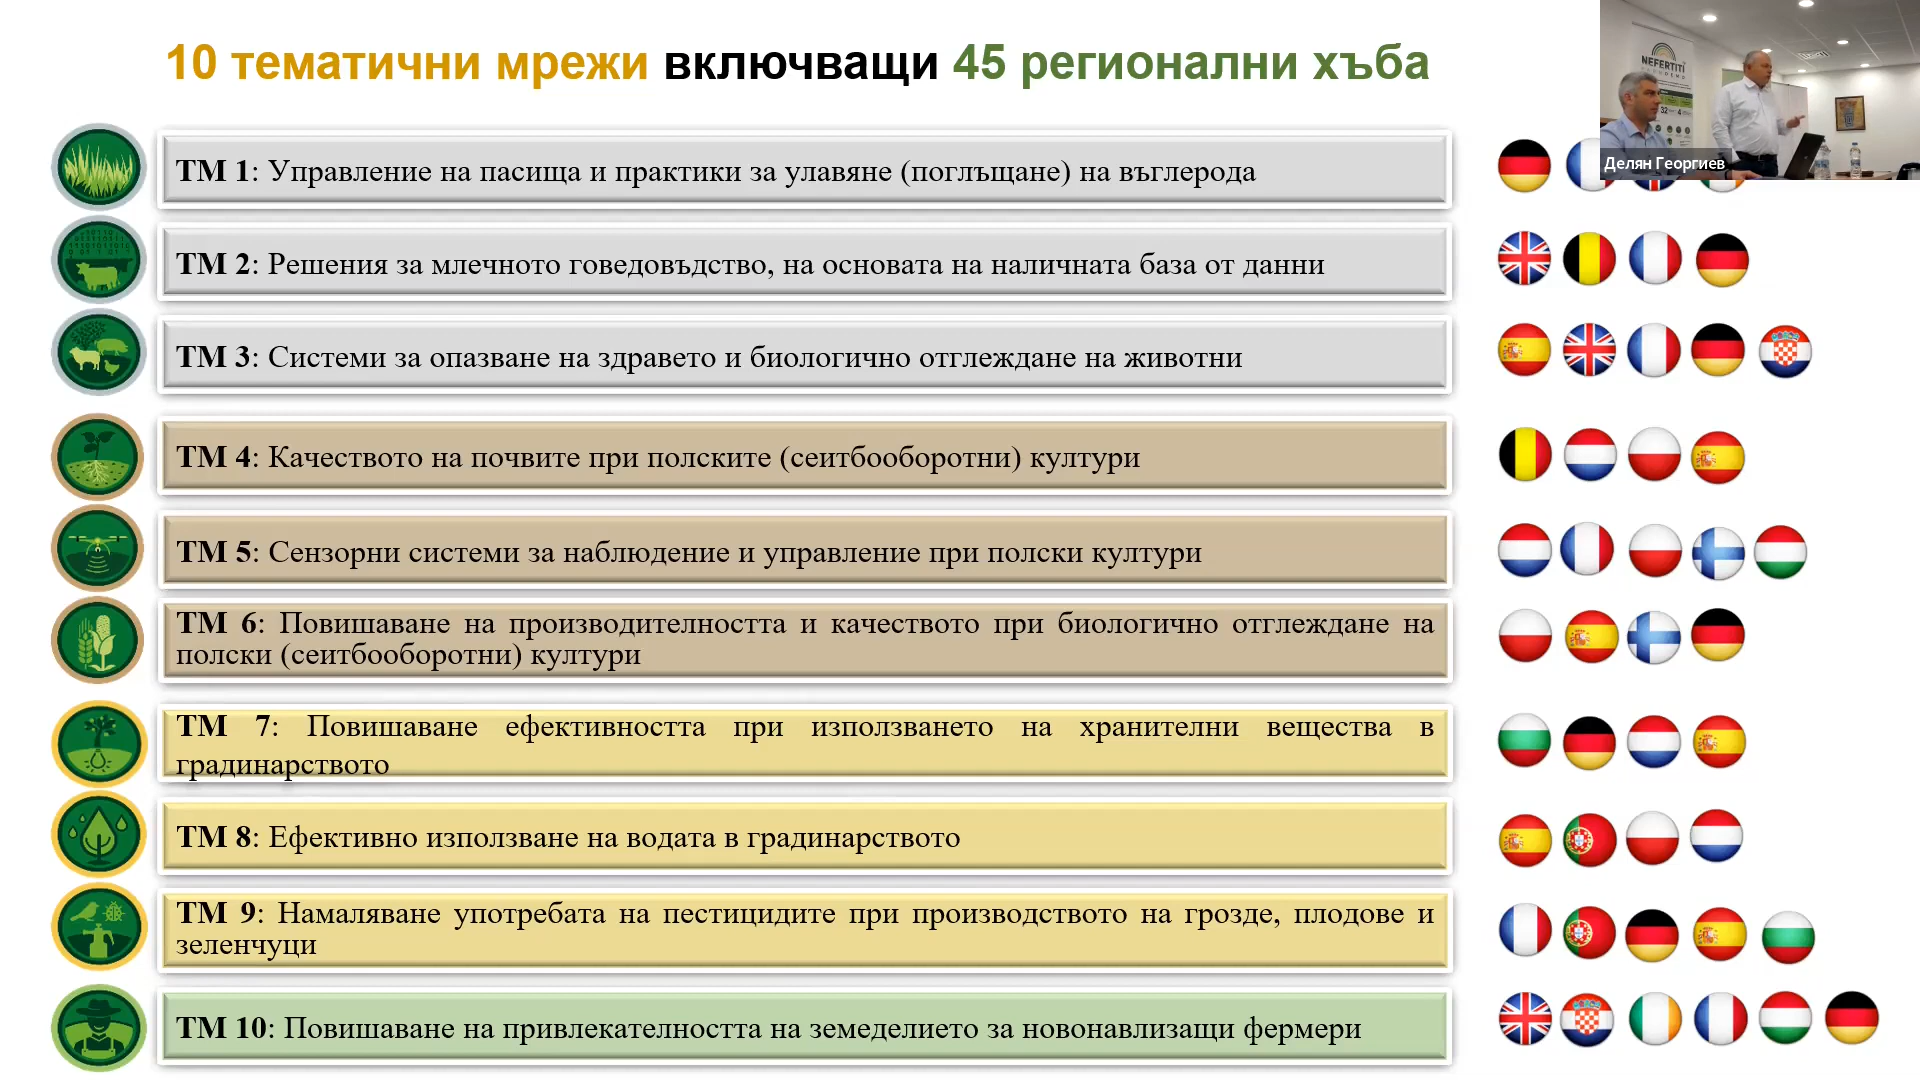 10 тематични мрежи включващи 45 регионални хъба
NEFERTITI
32
4
Делян Георгиев
ТМ 1: Управление на пасища и практики за улавяне (поглъщане) на въглерода
ТМ 2: Решения за млечното говедовъдство, на основата на наличната база от данни
ТМ 3: Системи за опазване на здравето и биологично отглеждане на животни
ТМ 4: Качеството на почвите при полските (сеитбооборотни) култури
ТМ 5: Сензорни системи за наблюдение и управление при полски култури
ТМ 6: Повишаване на производителността и качеството при биологично отглеждане на
полски (сеитбооборотни) култури
ТМ 7: Повишаване ефективността при използването на хранителни вещества в
градинарството
ТМ 8: Ефективно използване на водата в градинарството
ТМ 9: Намаляване употребата на пестицидите при производството на грозде, плодове и
зеленчуци
ТМ 10: Повишаване на привлекателността на земеделието за новонавлизащи фермери